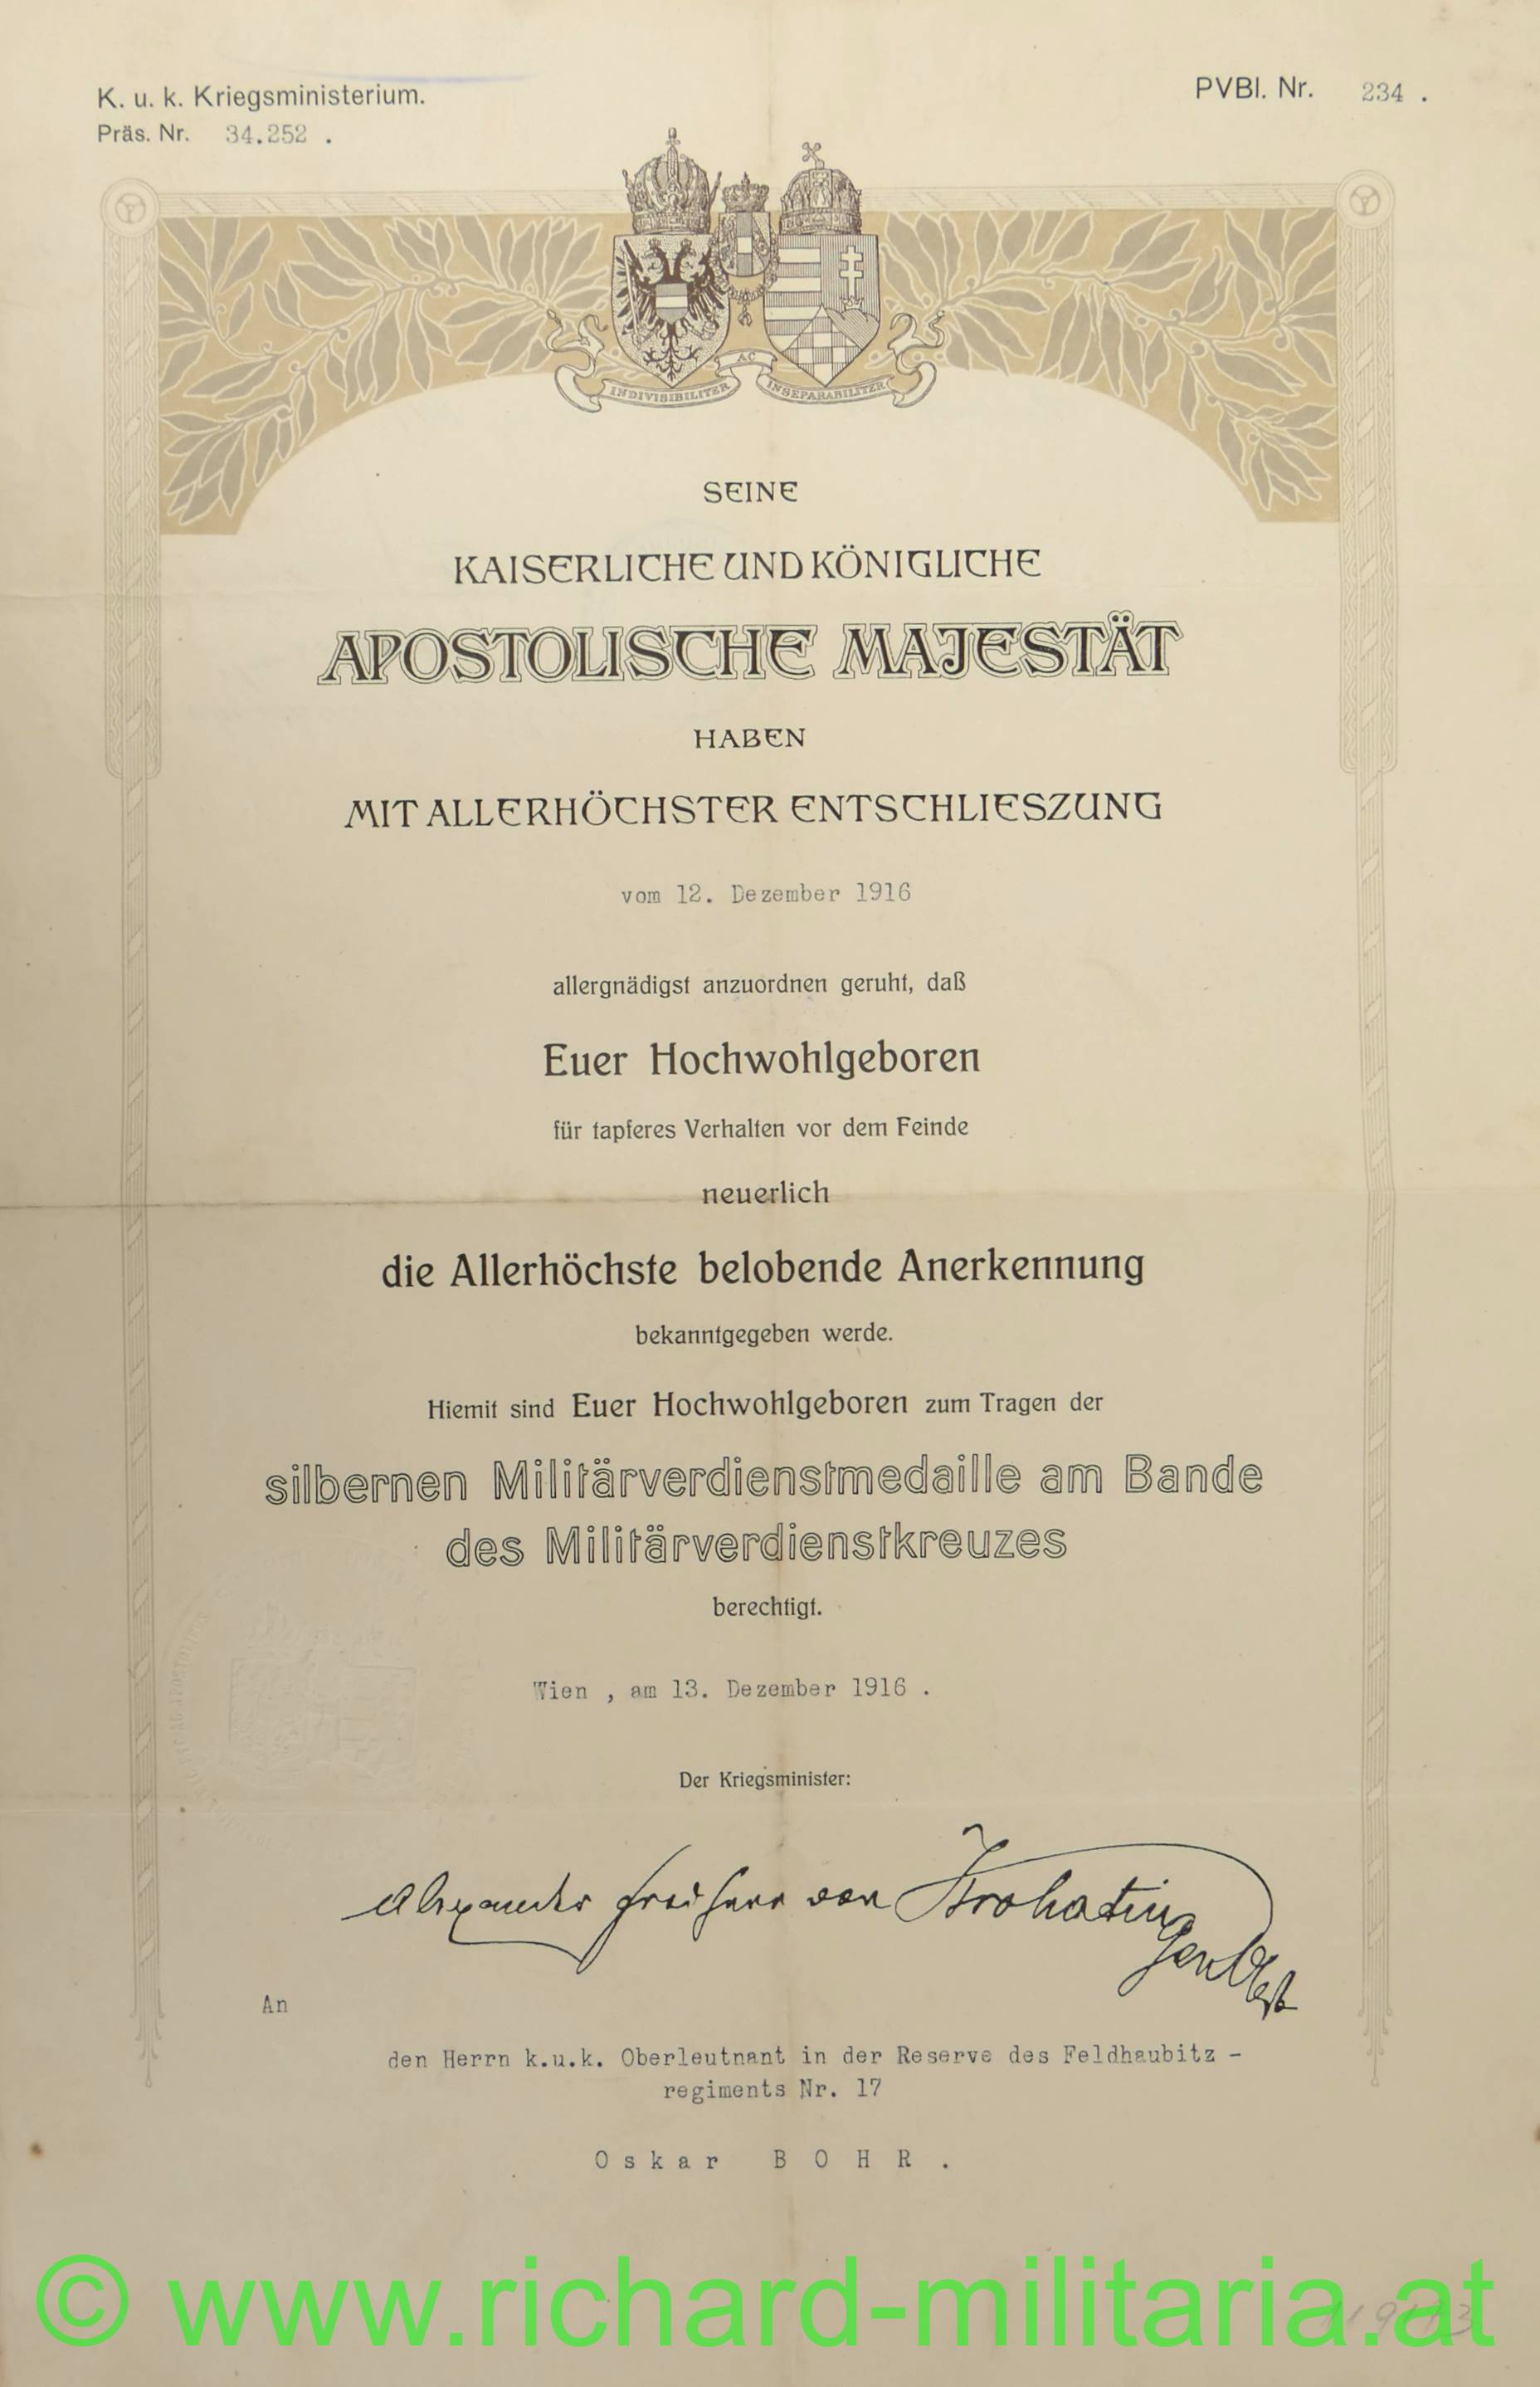 K. u. k. Kriegsministerium.
PVBl. Nr. 234 .
Präs. Nr. 34.252 .
INDIVISIBILITER AC INSEPARABILITER
SEINE
KAISERLICHE UND KÖNIGLICHE
APOSTOLISCHE MAJESTÄT
HABEN
MIT ALLERHÖCHSTER ENTSCHLIESZUNG
vom 12. Dezember 1916
allergnädigst anzuordnen geruht, daß
Euer Hochwohlgeboren
für tapferes Verhalten vor dem Feinde
neuerlich
die Allerhöchste belobende Anerkennung
bekanntgegeben werde.
Hiemit sind Euer Hochwohlgeboren zum Tragen der
silbernen Militärverdienstmedaille am Bande
des Militärverdienstkreuzes
berechtigt.
Wien , am 13. Dezember 1916 .
Der Kriegsminister:
Alexander Freiherr von Krobatin
GenObst
An
den Herrn k.u.k. Oberleutnant in der Reserve des Feldhaubitz -
regiments Nr. 17
Oskar BOHR .
© www.richard-militaria.at